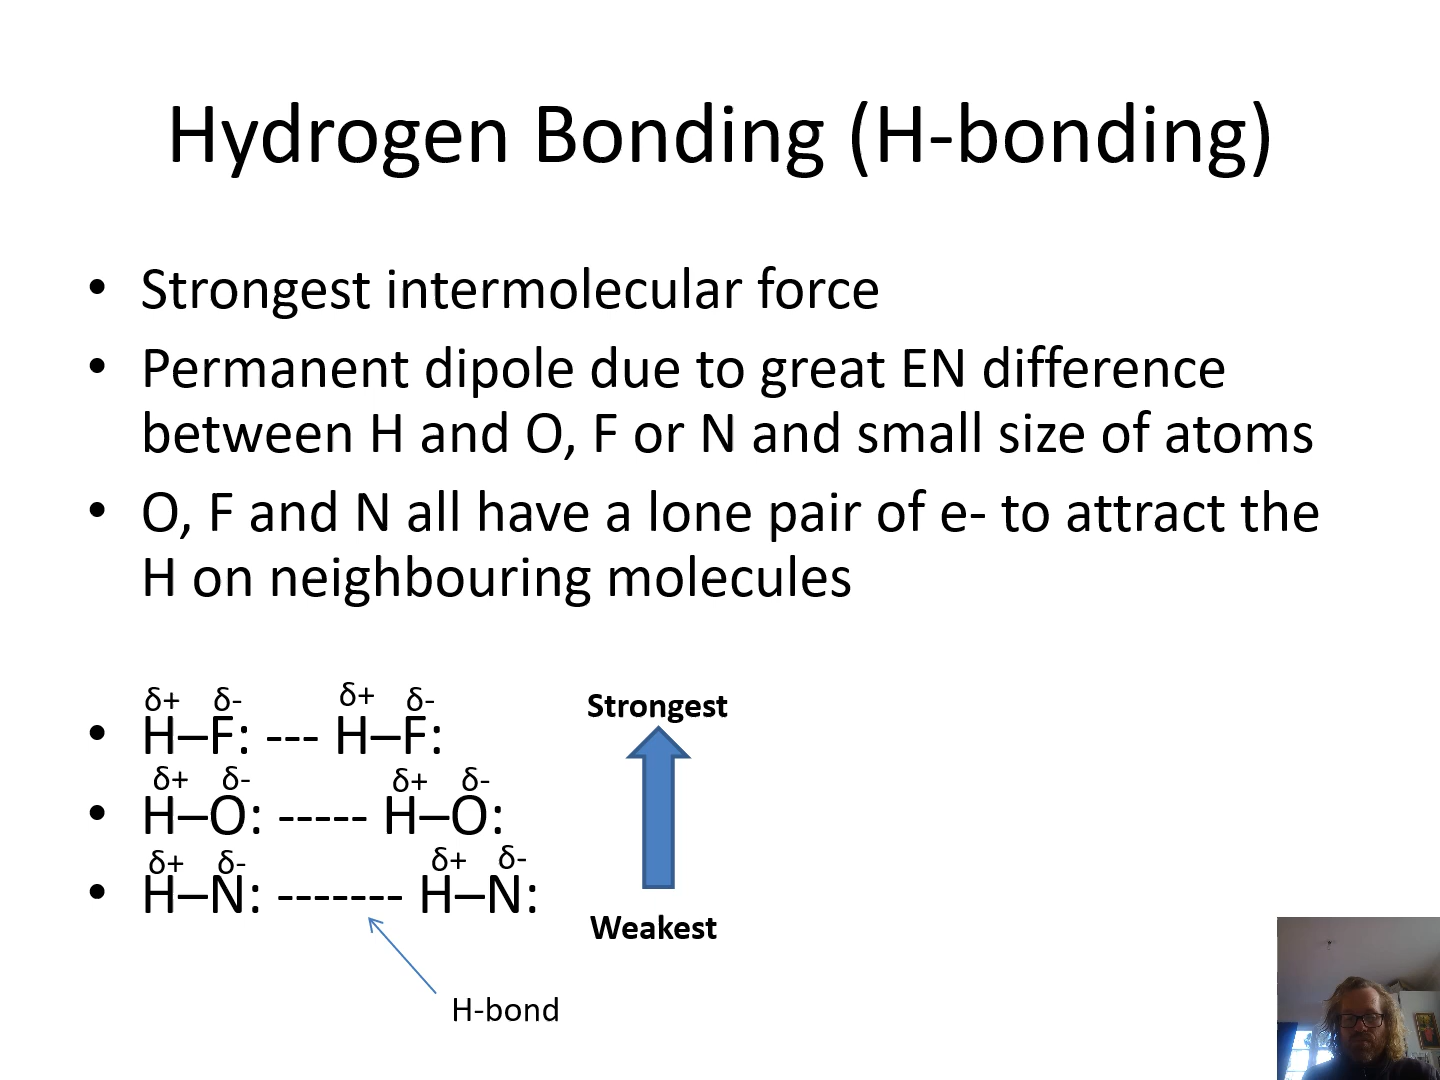 Hydrogen Bonding (H-bonding)
• Strongest intermolecular force
• Permanent dipole due to great EN difference
between H and O, F or N and small size of atoms
• O, F and N all have a lone pair of e- to attract the
H on neighbouring molecules
δ+ δ- δ+ δ-
• H–F: --- H–F:
δ+ δ- δ+ δ-
• H–O: ----- H–O:
δ+ δ- δ+ δ-
• H–N: ------- H–N:
H-bond
Strongest
Weakest